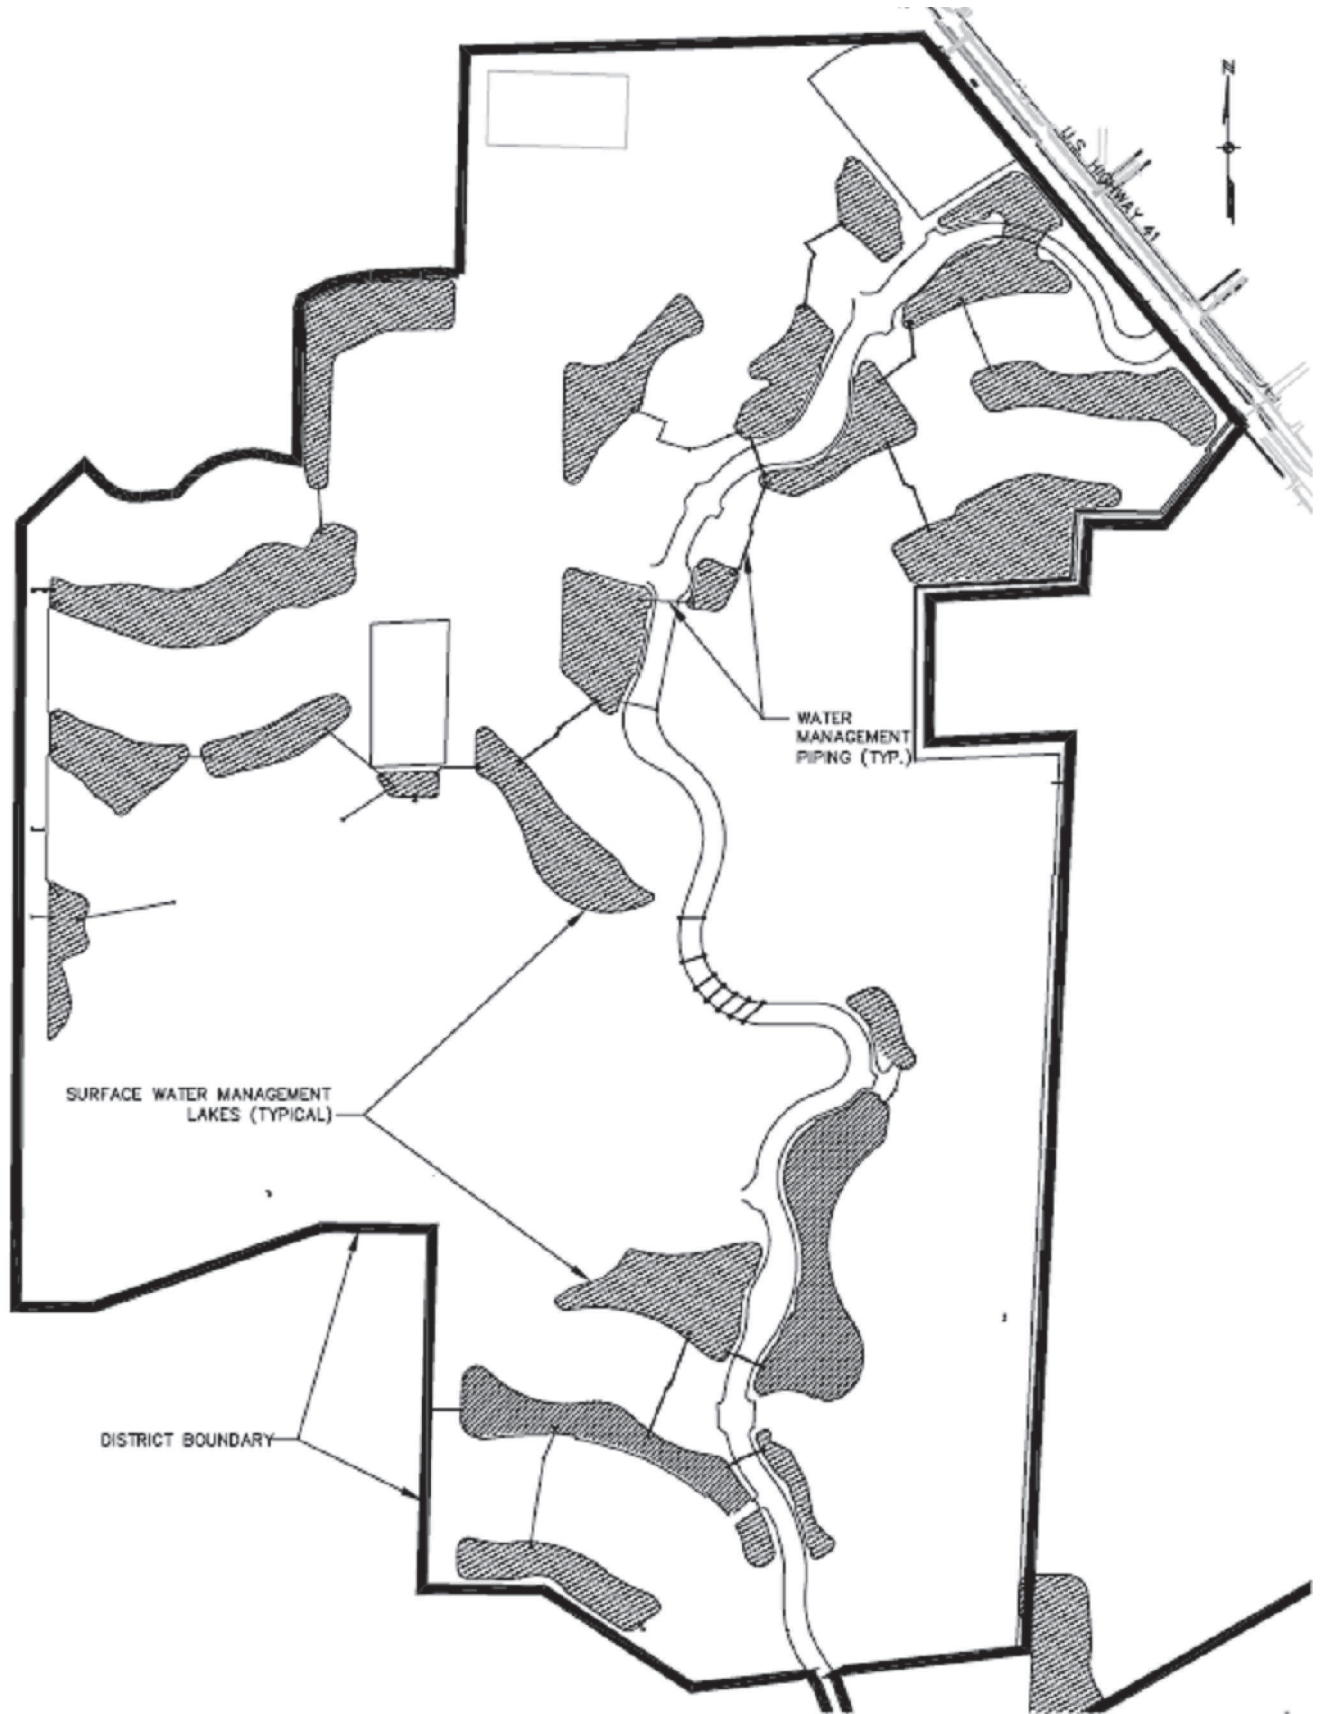 N
U.S. HIGHWAY 41
WATER
MANAGEMENT
PIPING (TYP.)
SURFACE WATER MANAGEMENT
LAKES (TYPICAL)
DISTRICT BOUNDARY